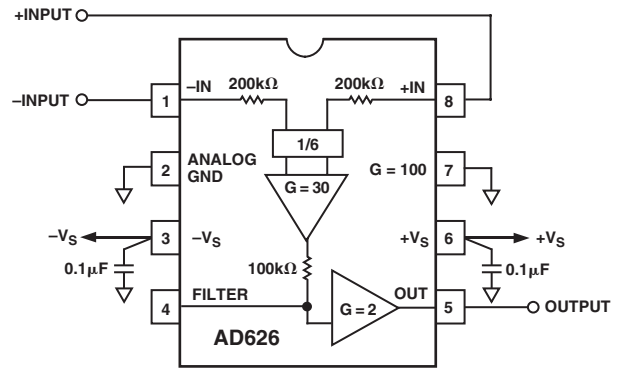 +INPUT
–INPUT
1
–IN
200kΩ
200kΩ
+IN
8
1/6
2
ANALOG
GND
G = 30
G = 100
7
–VS
3
–VS
+VS
6
+VS
0.1µF
100kΩ
0.1µF
4
FILTER
G = 2
OUT
5
OUTPUT
AD626